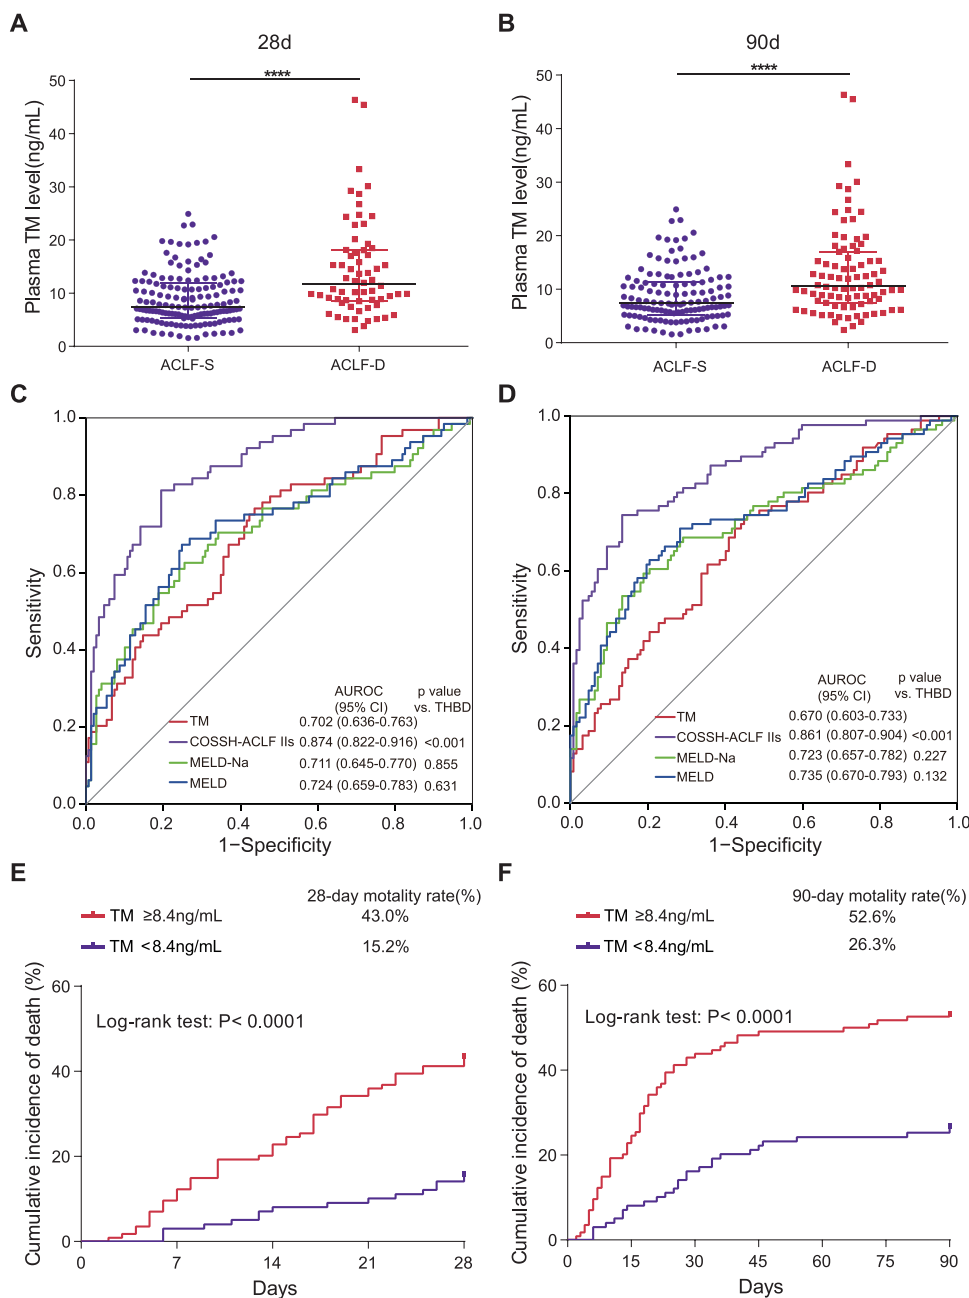 A
28d
****
Plasma TM level(ng/mL)
50
40
30
20
10
0
ACLF-S
ACLF-D
B
90d
****
Plasma TM level(ng/mL)
50
40
30
20
10
0
ACLF-S
ACLF-D
C
Sensitivity
1.0
0.8
0.6
0.4
0.2
0.0
AUROC p value
(95% CI) vs. THBD
TM 0.702 (0.636-0.763)
COSSH-ACLF IIs 0.874 (0.822-0.916) <0.001
MELD-Na 0.711 (0.645-0.770) 0.855
MELD 0.724 (0.659-0.783) 0.631
0.0 0.2 0.4 0.6 0.8 1.0
1−Specificity
D
Sensitivity
1.0
0.8
0.6
0.4
0.2
0.0
AUROC p value
(95% CI) vs. THBD
TM 0.670 (0.603-0.733)
COSSH-ACLF IIs 0.861 (0.807-0.904) <0.001
MELD-Na 0.723 (0.657-0.782) 0.227
MELD 0.735 (0.670-0.793) 0.132
0.0 0.2 0.4 0.6 0.8 1.0
1−Specificity
E
28-day motality rate(%)
TM ≥8.4ng/mL 43.0%
TM <8.4ng/mL 15.2%
Cumulative incidence of death (%)
60
40
20
0
Log-rank test: P< 0.0001
0 7 14 21 28
Days
F
90-day motality rate(%)
TM ≥8.4ng/mL 52.6%
TM <8.4ng/mL 26.3%
Cumulative incidence of death (%)
60
40
20
0
Log-rank test: P< 0.0001
0 15 30 45 60 75 90
Days